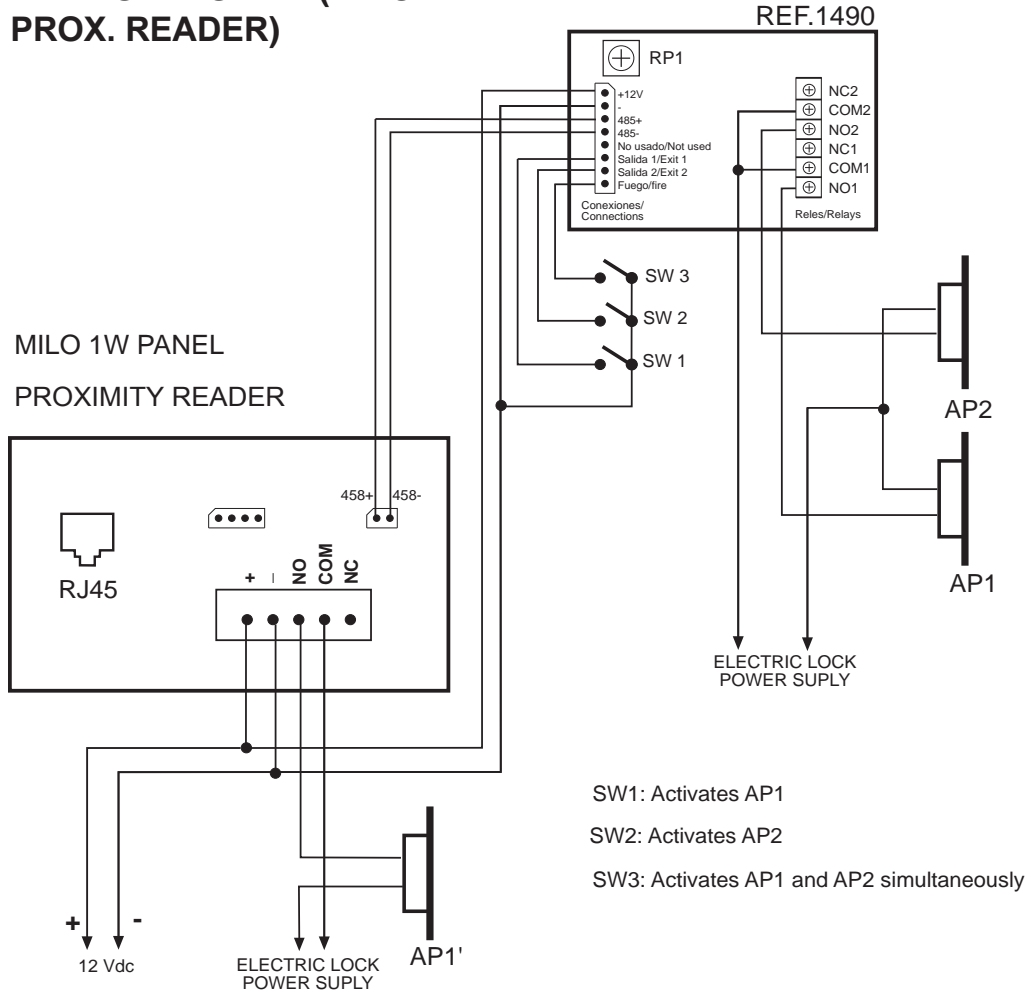 PROX. READER)
REF.1490
RP1
+12V
-
485+
485-
No usado/Not used
Salida 1/Exit 1
Salida 2/Exit 2
Fuego/fire
Conexiones/
Connections
NC2
COM2
NO2
NC1
COM1
NO1
Reles/Relays
SW 3
SW 2
SW 1
AP2
AP1
ELECTRIC LOCK
POWER SUPLY
MILO 1W PANEL
PROXIMITY READER
458+ 458-
RJ45
+ – NO COM NC
SW1: Activates AP1
SW2: Activates AP2
SW3: Activates AP1 and AP2 simultaneously
+ -
12 Vdc
ELECTRIC LOCK
POWER SUPLY
AP1'